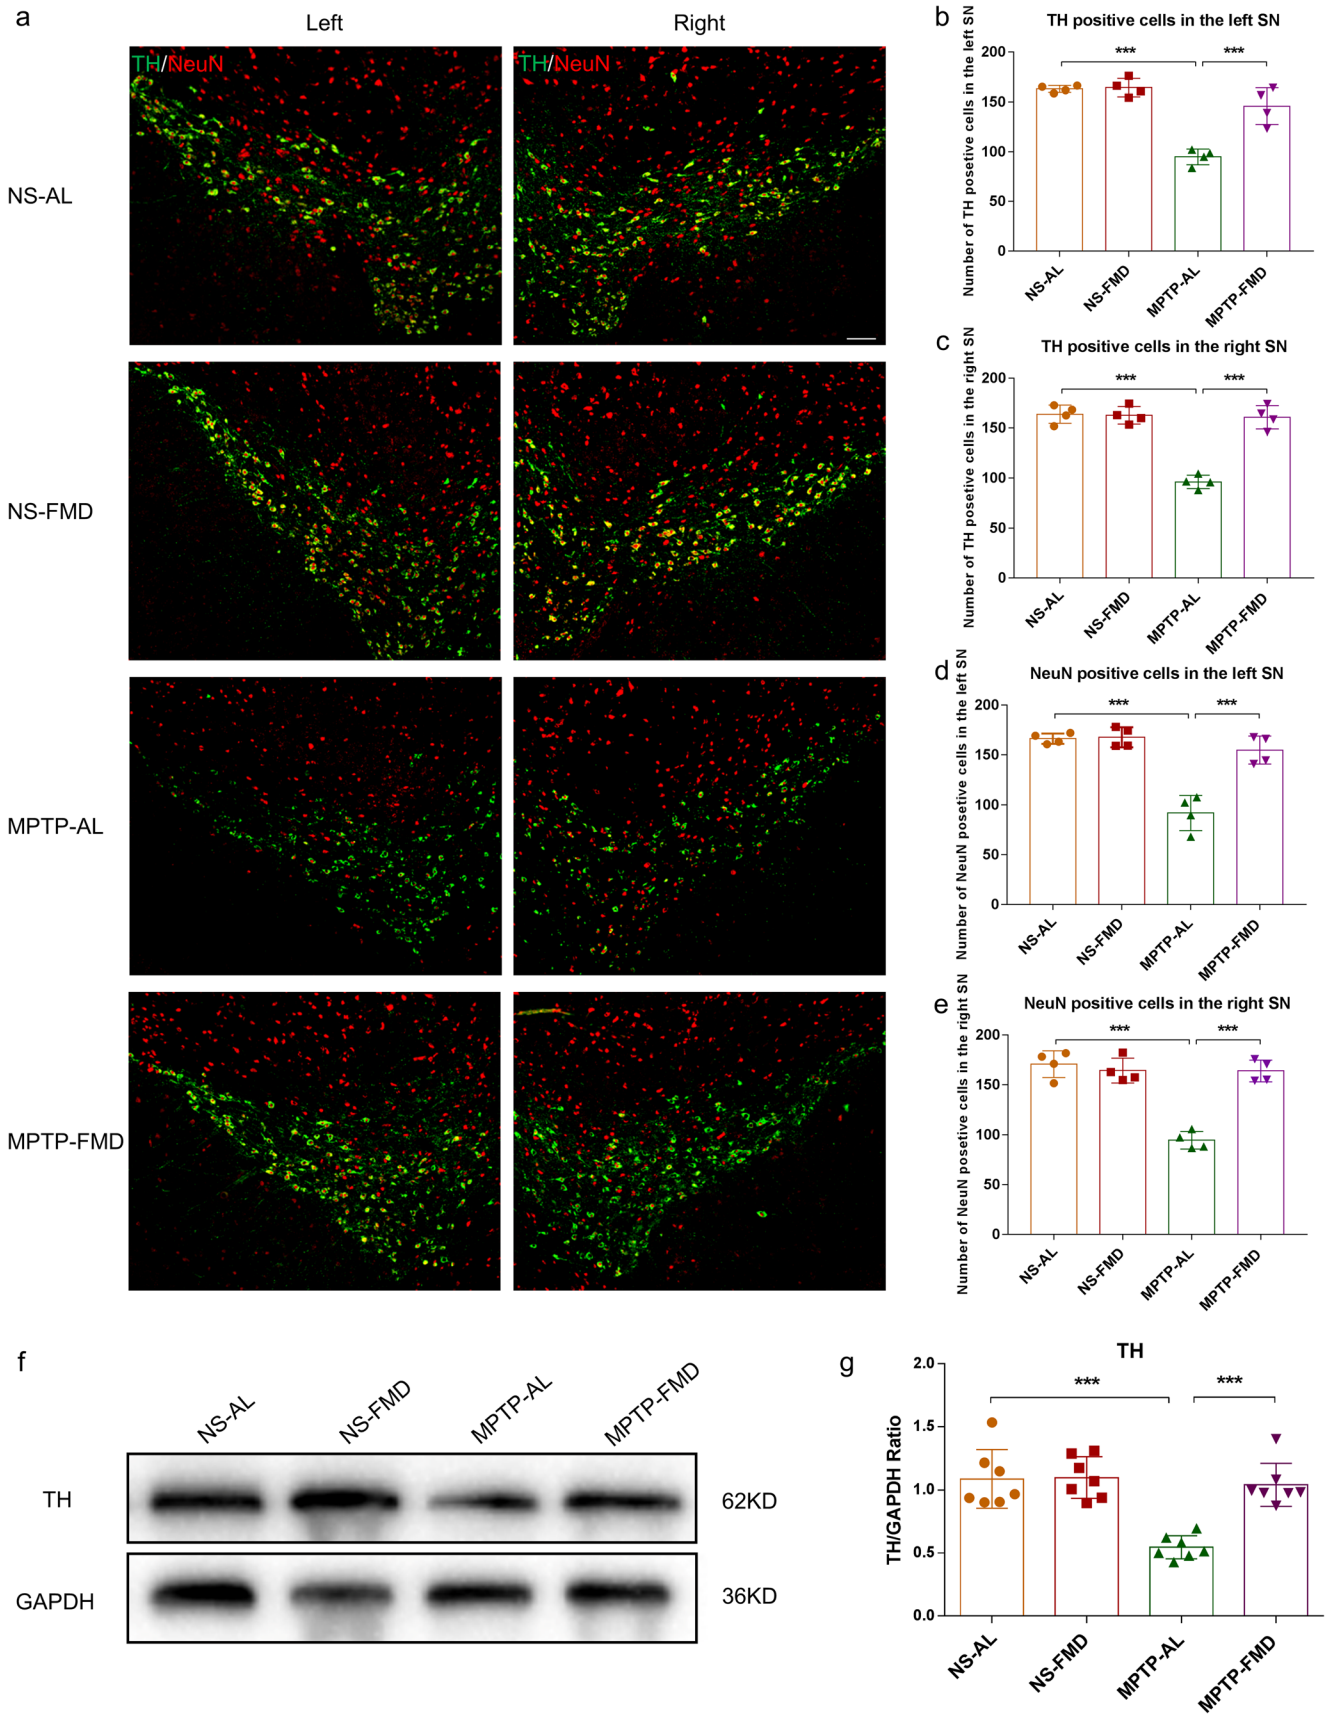 a
Left
Right
TH/NeuN
TH/NeuN
NS-AL
NS-FMD
MPTP-AL
MPTP-FMD
b
TH positive cells in the left SN
Number of TH posetive cells in the left SN
200
150
100
50
0
***
***
NS-AL
NS-FMD
MPTP-AL
MPTP-FMD
c
TH positive cells in the right SN
Number of TH posetive cells in the right SN
200
150
100
50
0
***
***
NS-AL
NS-FMD
MPTP-AL
MPTP-FMD
d
NeuN positive cells in the left SN
Number of NeuN posetive cells in the left SN
200
150
100
50
0
***
***
NS-AL
NS-FMD
MPTP-AL
MPTP-FMD
e
NeuN positive cells in the right SN
Number of NeuN posetive cells in the right SN
200
150
100
50
0
***
***
NS-AL
NS-FMD
MPTP-AL
MPTP-FMD
f
NS-AL
NS-FMD
MPTP-AL
MPTP-FMD
TH
62KD
GAPDH
36KD
g
TH
TH/GAPDH Ratio
2.0
1.5
1.0
0.5
0.0
***
***
NS-AL
NS-FMD
MPTP-AL
MPTP-FMD